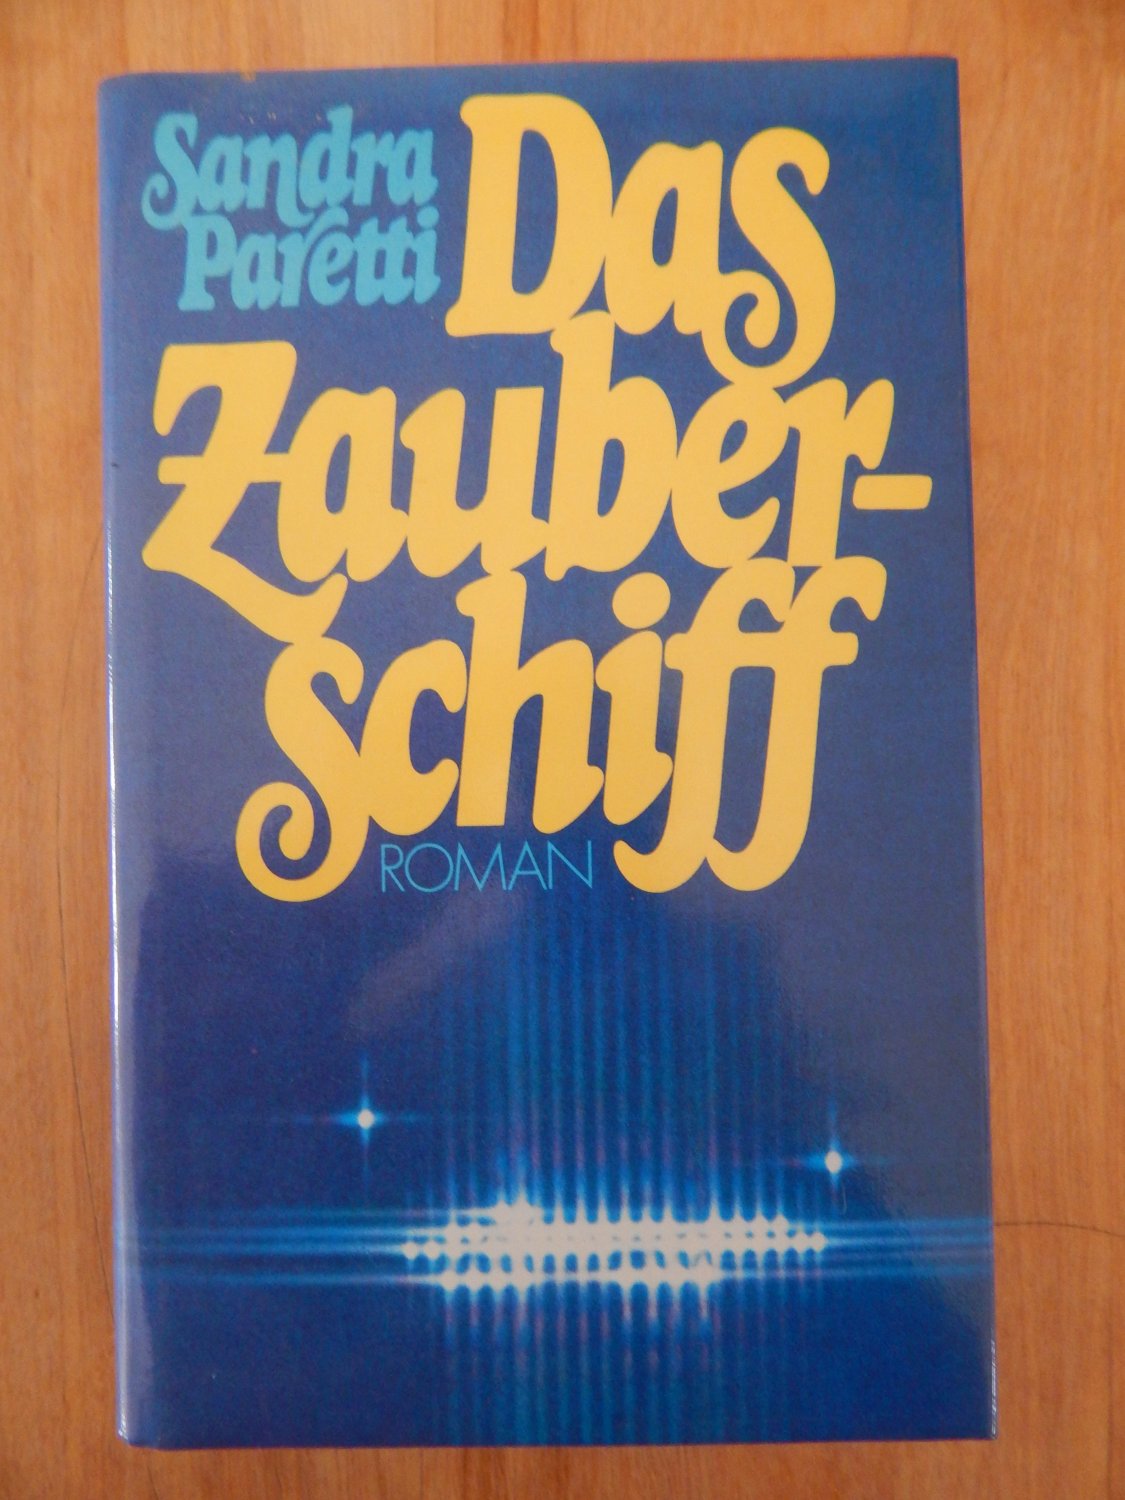 Sandra
Paretti
Das
Zauber-
schiff
ROMAN